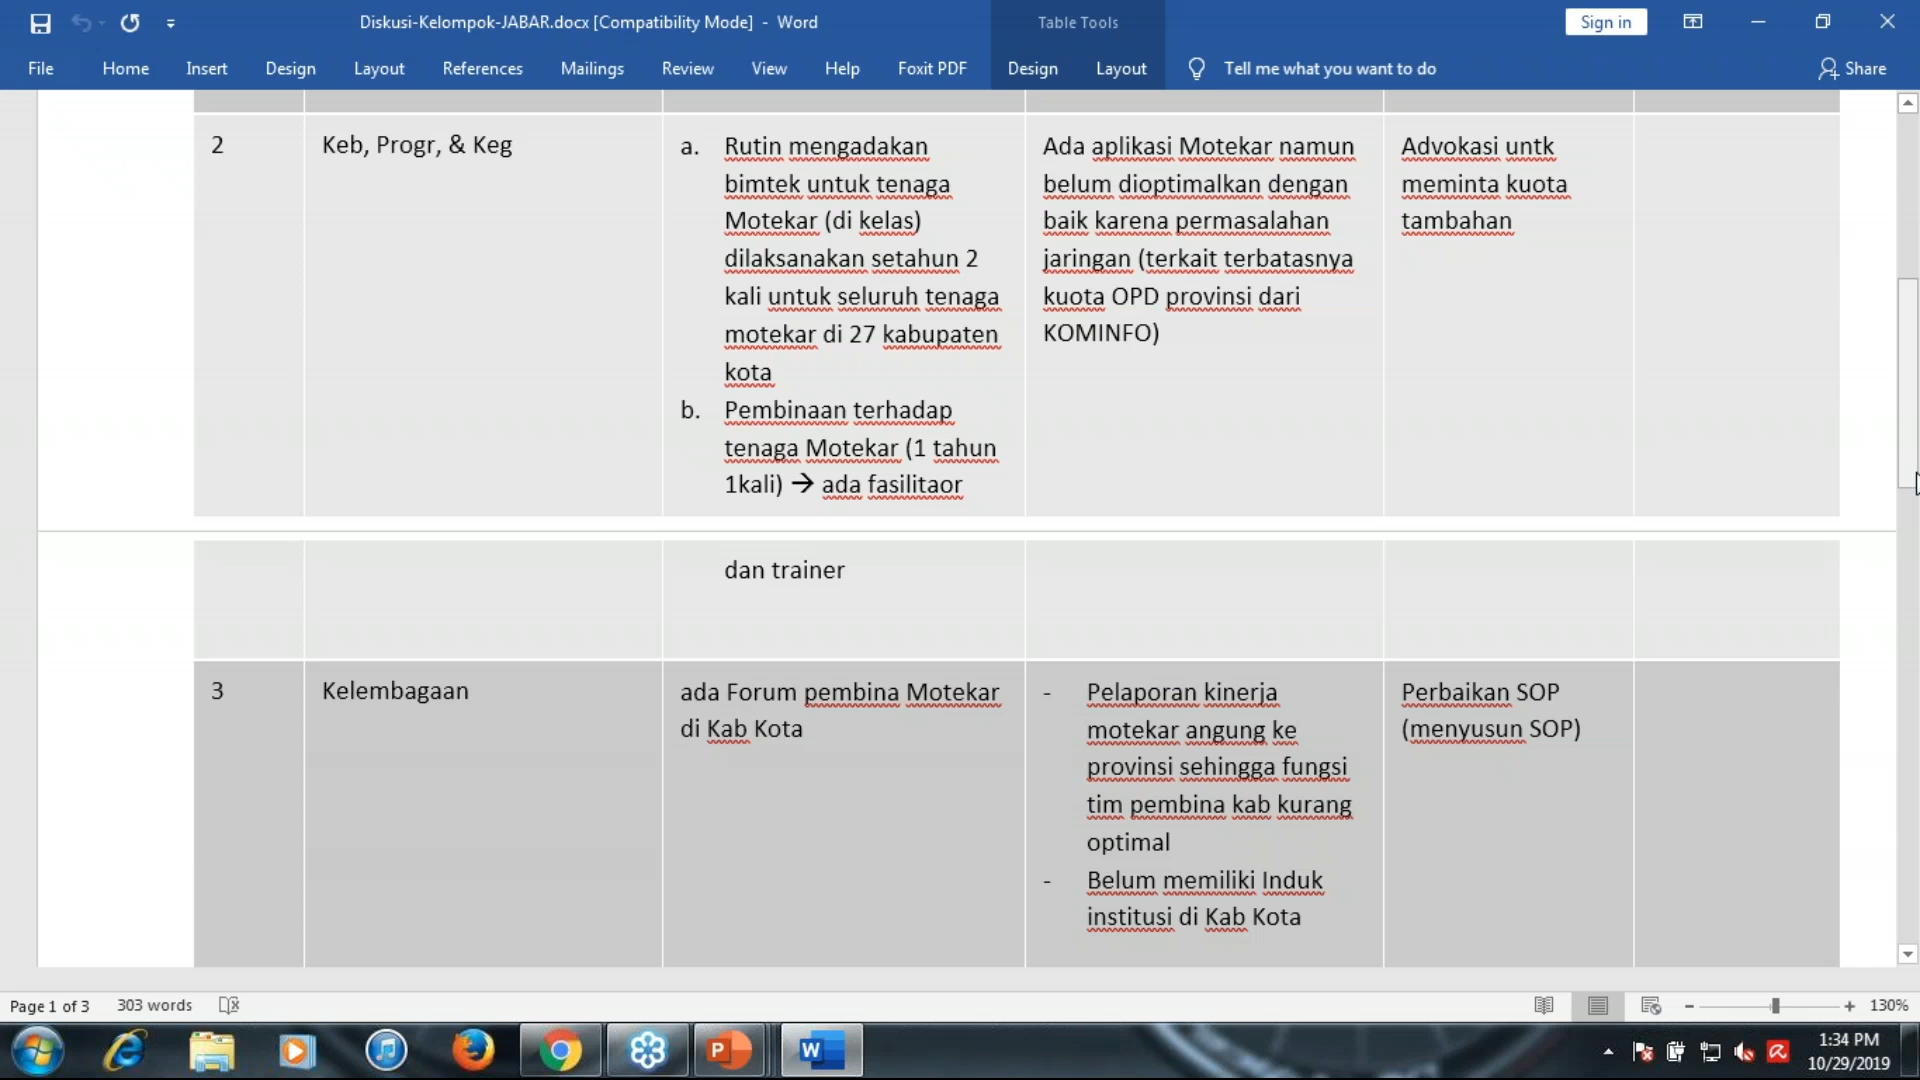 Diskusi-Kelompok-JABAR.docx [Compatibility Mode] - Word
Table Tools
Sign in
File
Home
Insert
Design
Layout
References
Mailings
Review
View
Help
Foxit PDF
Design
Layout
Tell me what you want to do
Share
2
Keb, Progr, & Keg
a. Rutin mengadakan
bimtek untuk tenaga
Motekar (di kelas)
dilaksanakan setahun 2
kali untuk seluruh tenaga
motekar di 27 kabupaten
kota
b. Pembinaan terhadap
tenaga Motekar (1 tahun
1kali) → ada fasilitaor
dan trainer
Ada aplikasi Motekar namun
belum dioptimalkan dengan
baik karena permasalahan
jaringan (terkait terbatasnya
kuota OPD provinsi dari
KOMINFO)
Advokasi untk
meminta kuota
tambahan
3
Kelembagaan
ada Forum pembina Motekar
di Kab Kota
- Pelaporan kinerja
motekar angung ke
provinsi sehingga fungsi
tim pembina kab kurang
optimal
- Belum memiliki Induk
institusi di Kab Kota
Perbaikan SOP
(menyusun SOP)
Page 1 of 3
303 words
130%
1:34 PM
10/29/2019